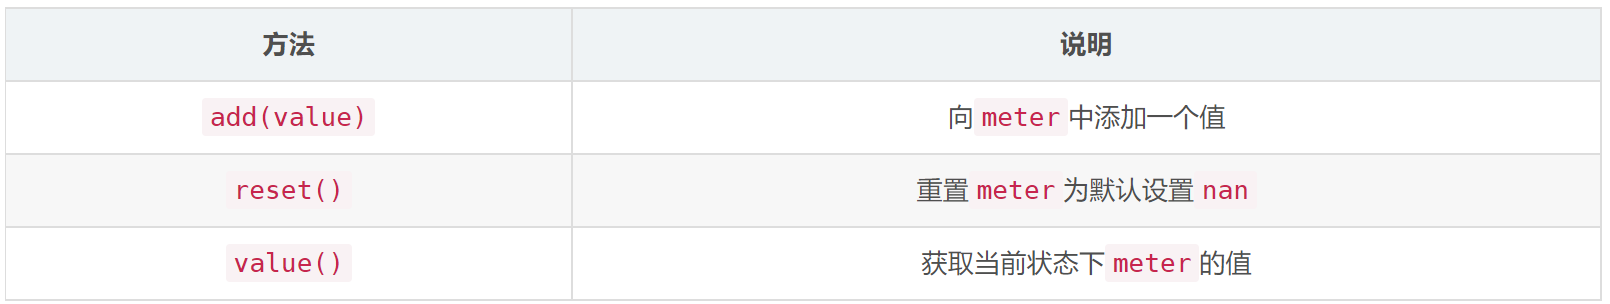 方法 说明
add(value) 向 meter 中添加一个值
reset() 重置 meter 为默认设置 nan
value() 获取当前状态下 meter 的值